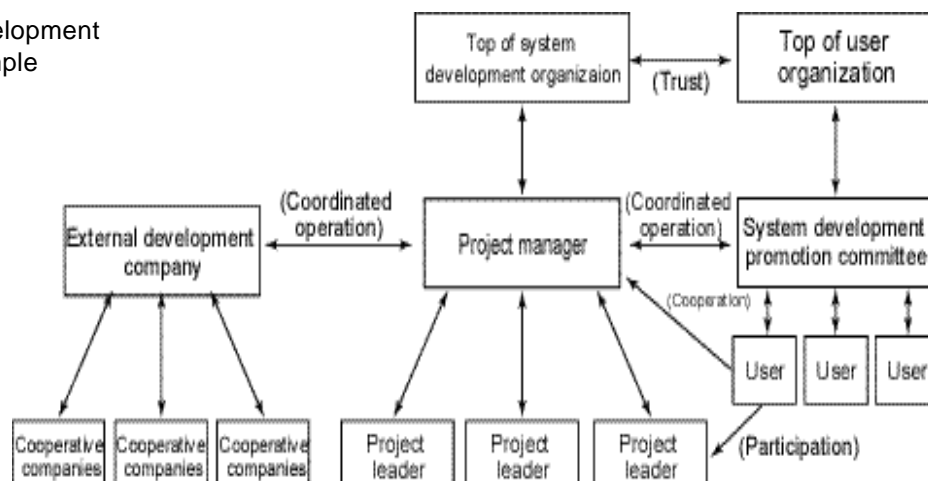 elopment
nple
Top of system
development organizaion
(Trust)
Top of user
organization
(Coordinated
operation)
(Coordinated
operation)
External development
company
Project manager
System development
promotion committee
(Cooperation)
User
User
User
Cooperative
companies
Cooperative
companies
Cooperative
companies
Project
leader
Project
leader
Project
leader
(Participation)